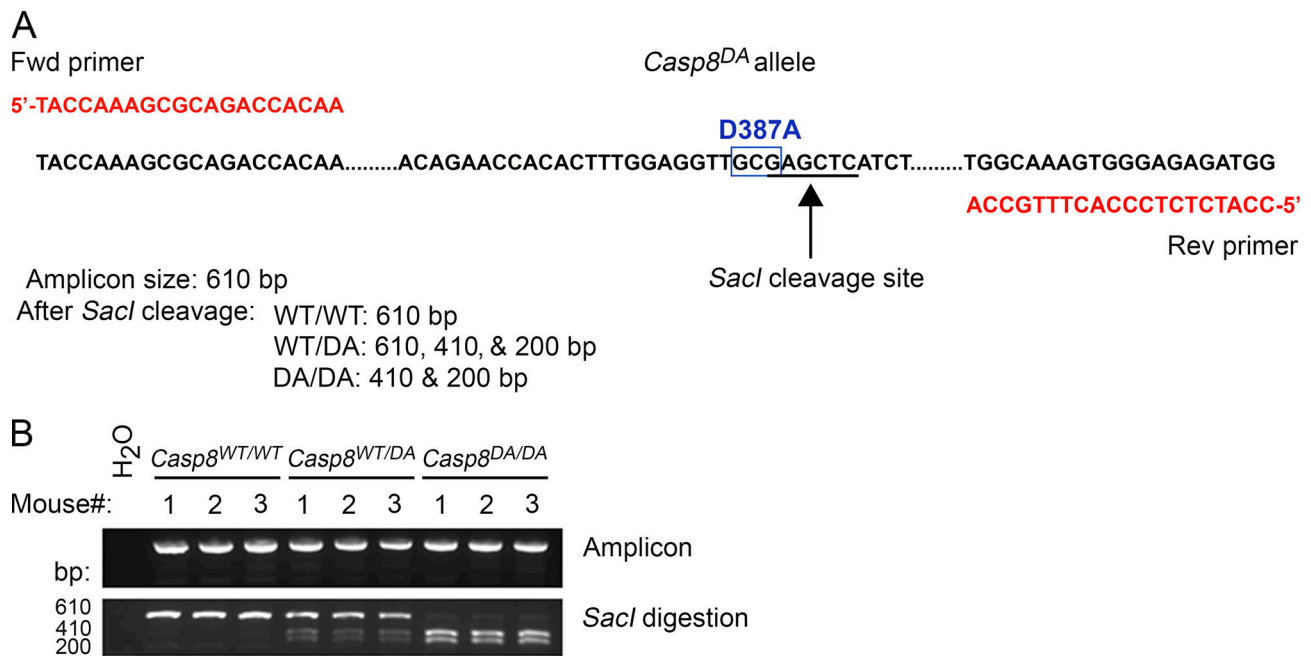 A
Fwd primer
Casp8DA allele
5'-TACCAAAGCGCAGACCACAA
D387A
TACCAAAGCGCAGACCACAA.........ACAGAACCACACTTTGGAGGTTGCGAGCTCATCT.........TGGCAAAGTGGGAGAGATGG
ACCGTTTCACCCTCTCTACC-5'
Rev primer
SacI cleavage site
Amplicon size: 610 bp
After SacI cleavage:
WT/WT: 610 bp
WT/DA: 610, 410, & 200 bp
DA/DA: 410 & 200 bp
B
H2O
Casp8WT/WT Casp8WT/DA Casp8DA/DA
Mouse#: 1 2 3 1 2 3 1 2 3
Amplicon
bp:
610
410
200
SacI digestion